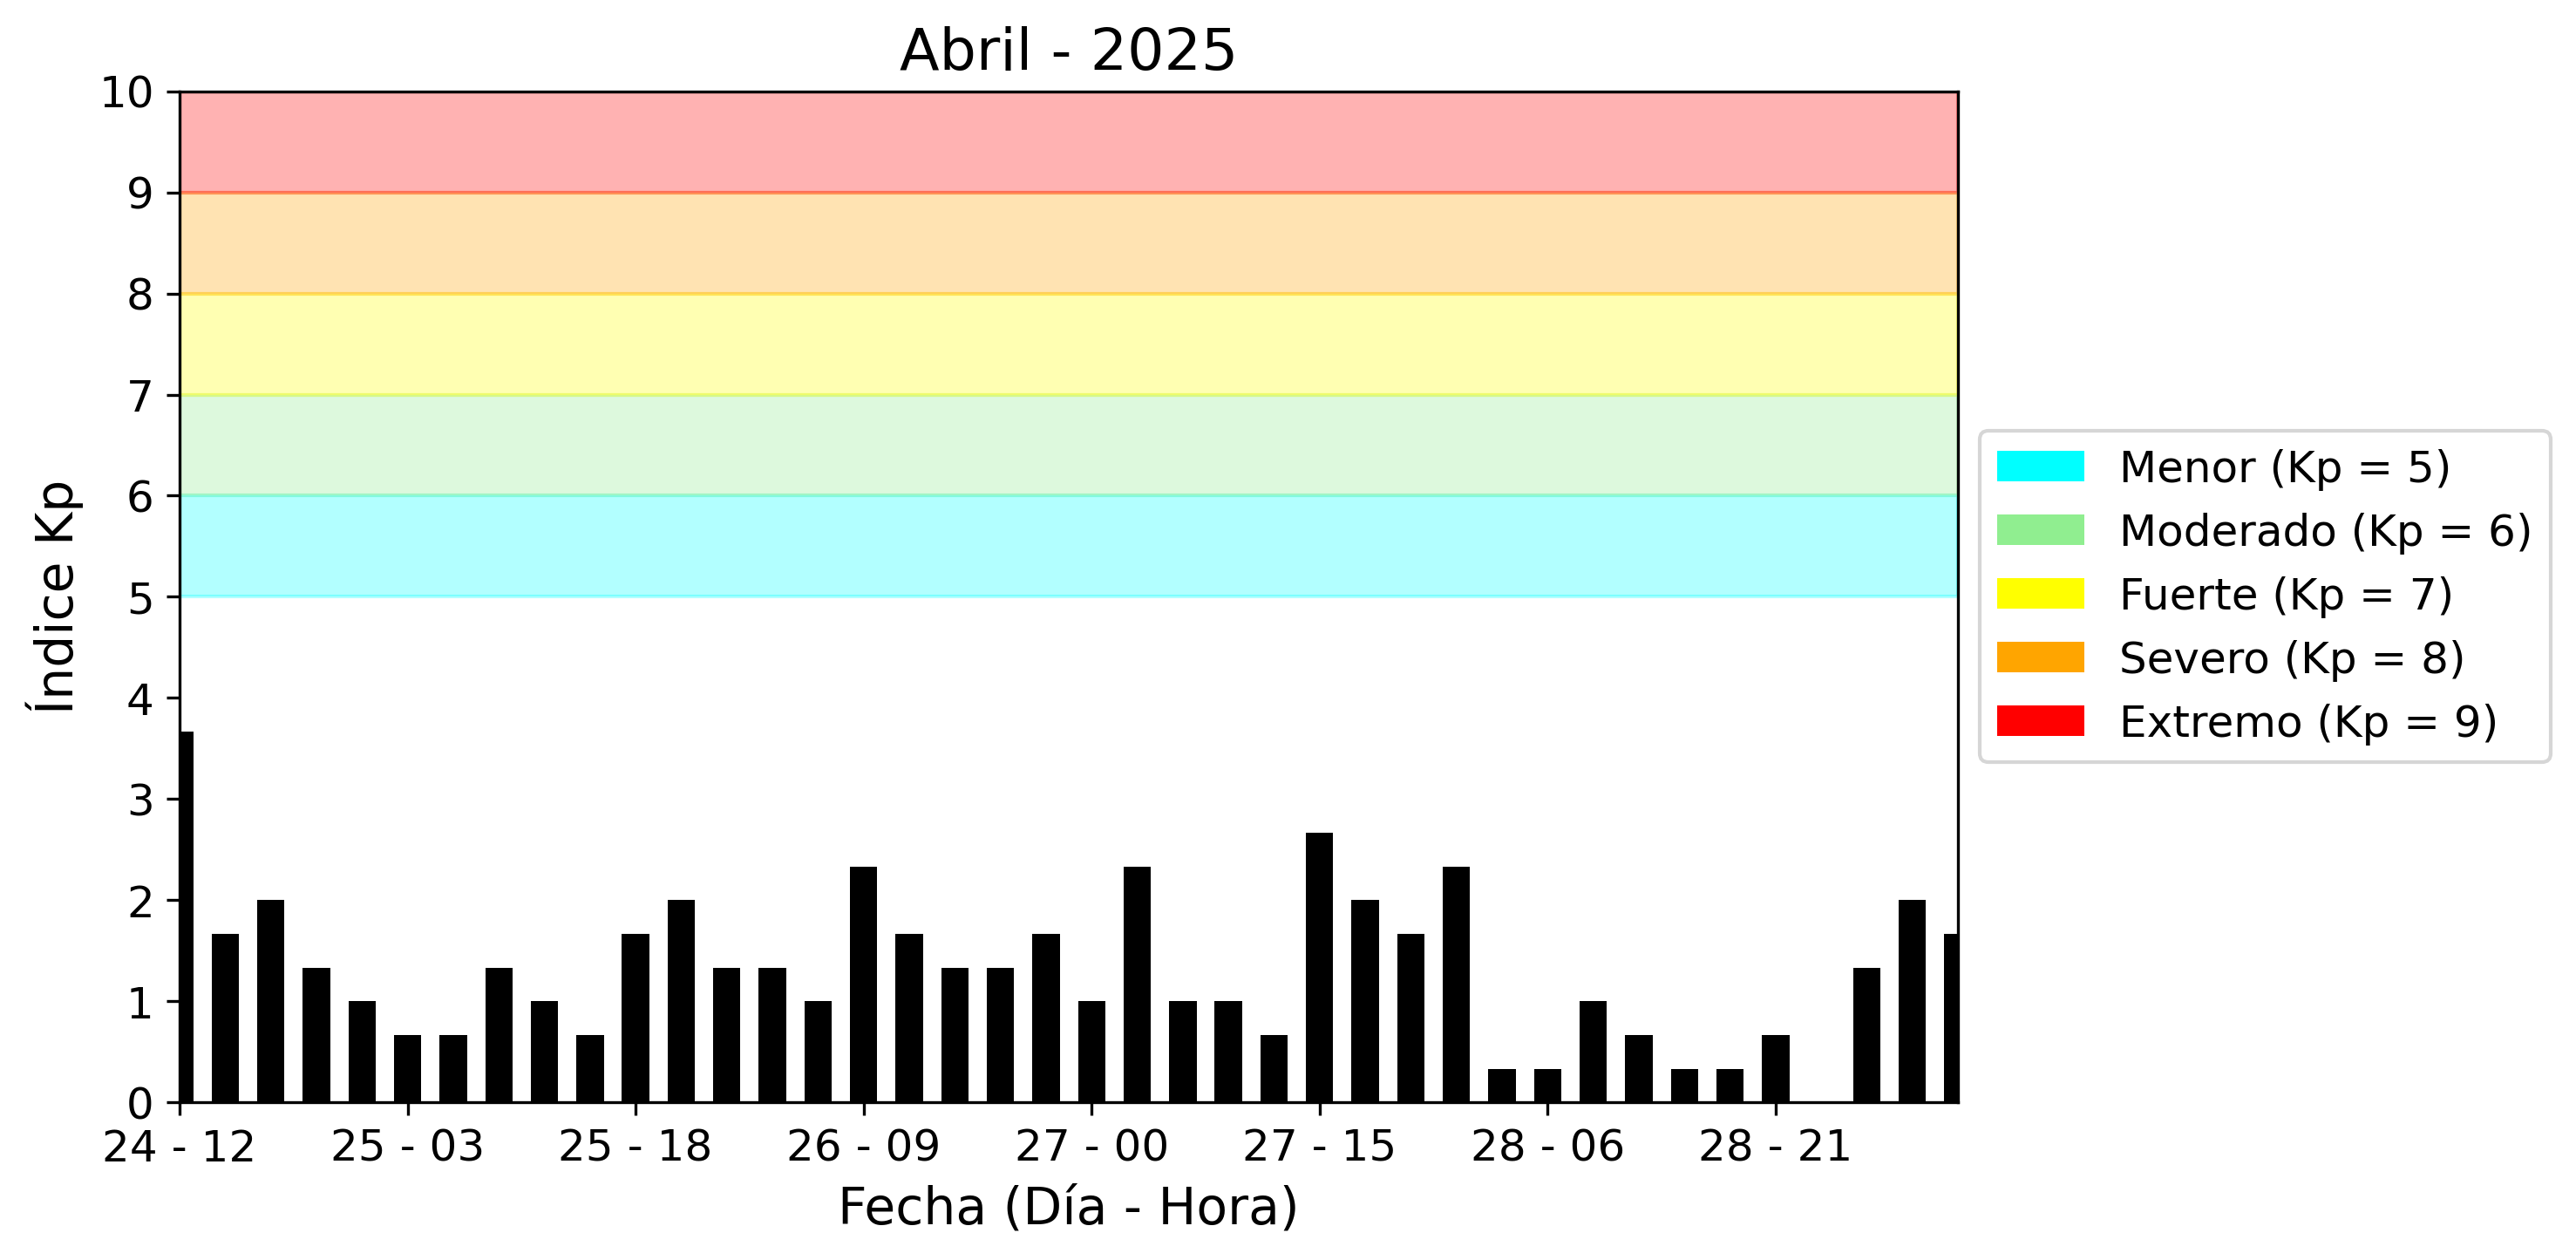 Abril - 2025
10
9
8
7
6
5
4
3
2
1
0
Índice Kp
24 - 12
25 - 03
25 - 18
26 - 09
27 - 00
27 - 15
28 - 06
28 - 21
Fecha (Día - Hora)
Menor (Kp = 5)
Moderado (Kp = 6)
Fuerte (Kp = 7)
Severo (Kp = 8)
Extremo (Kp = 9)